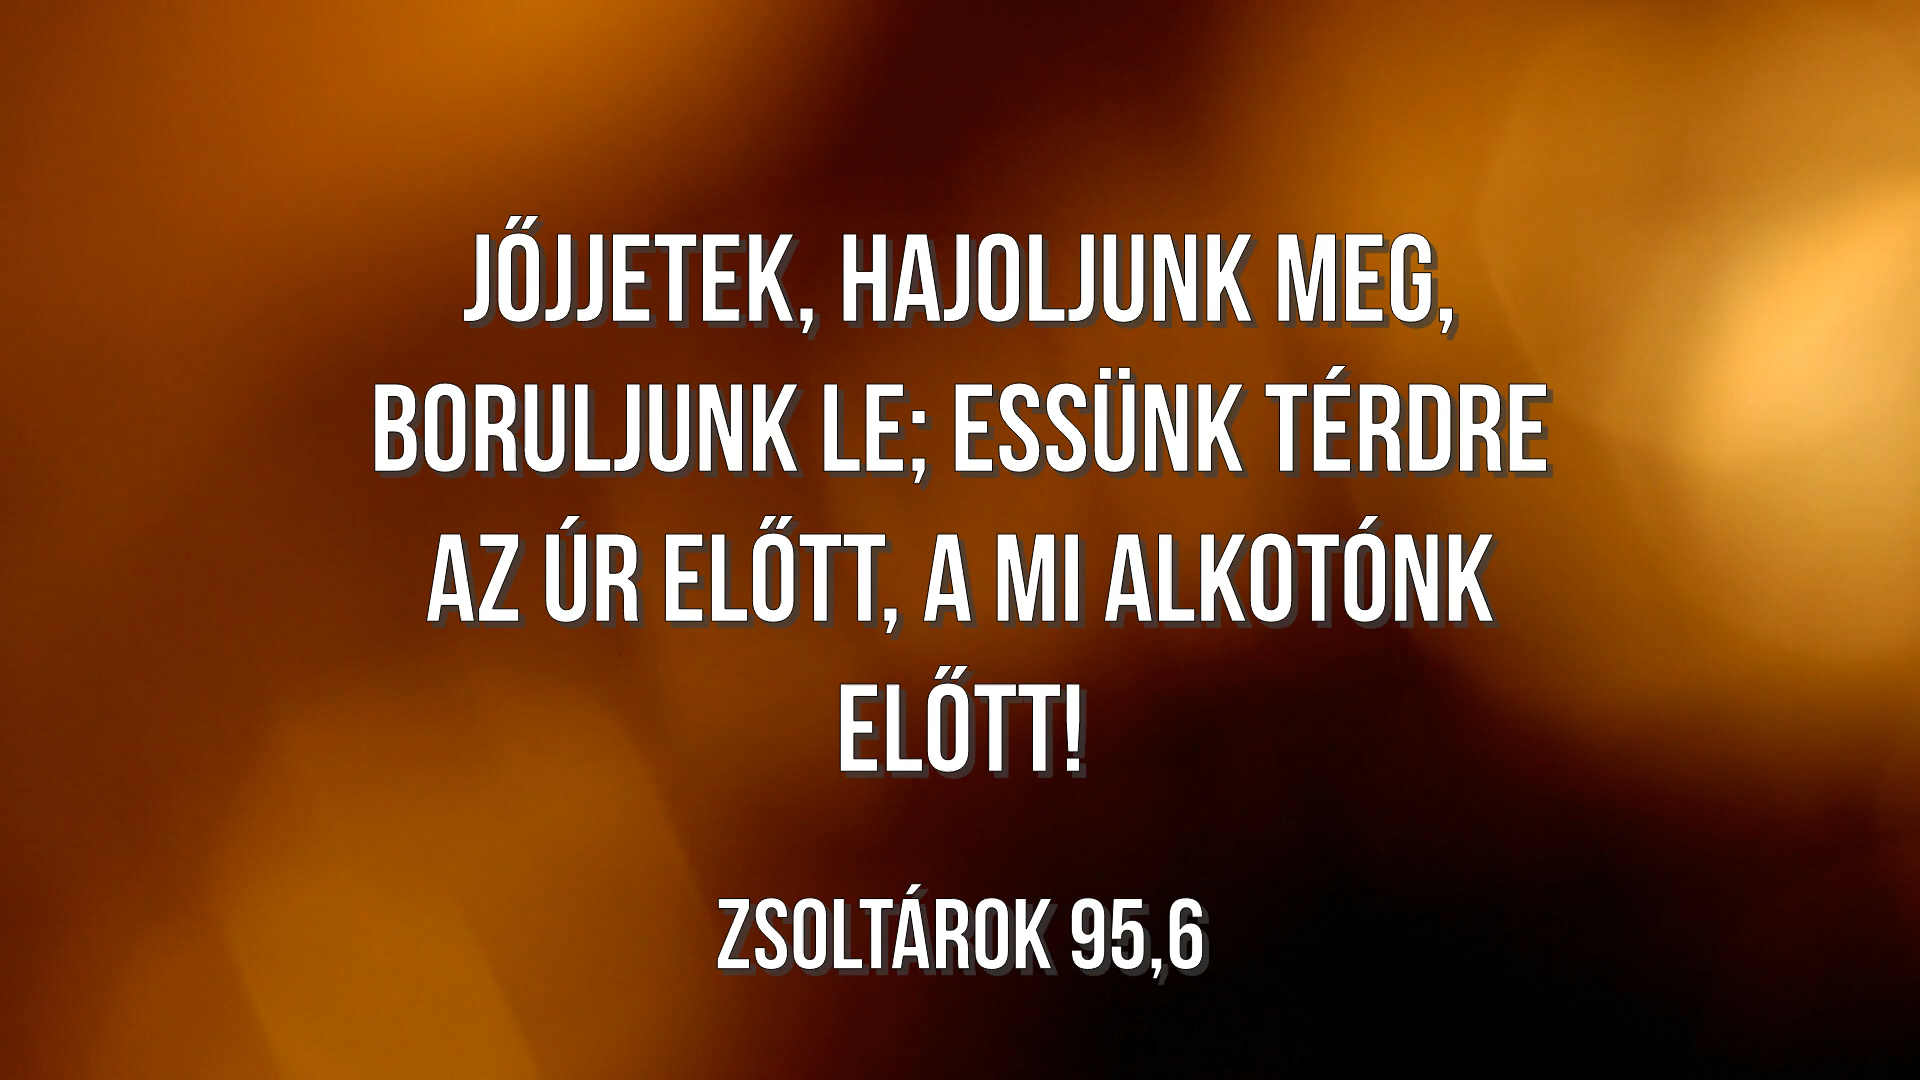 JŐJJETEK, HAJOLJUNK MEG,
BORULJUNK LE; ESSÜNK TÉRDRE
AZ ÚR ELŐTT, A MI ALKOTÓNK
ELŐTT!
ZSOLTÁROK 95,6